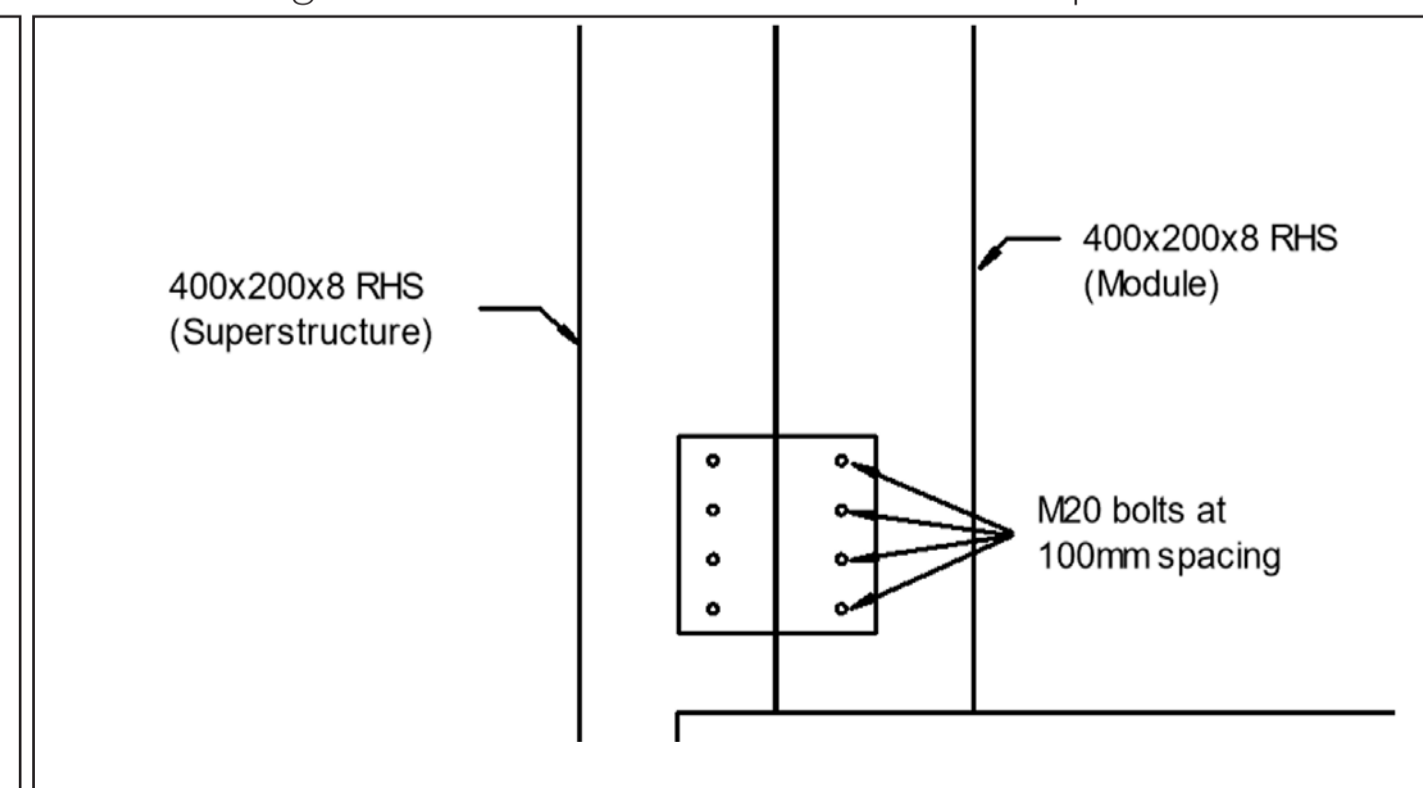 400x200x8 RHS
(Module)
400x200x8 RHS
(Superstructure)
M20 bolts at
100mm spacing